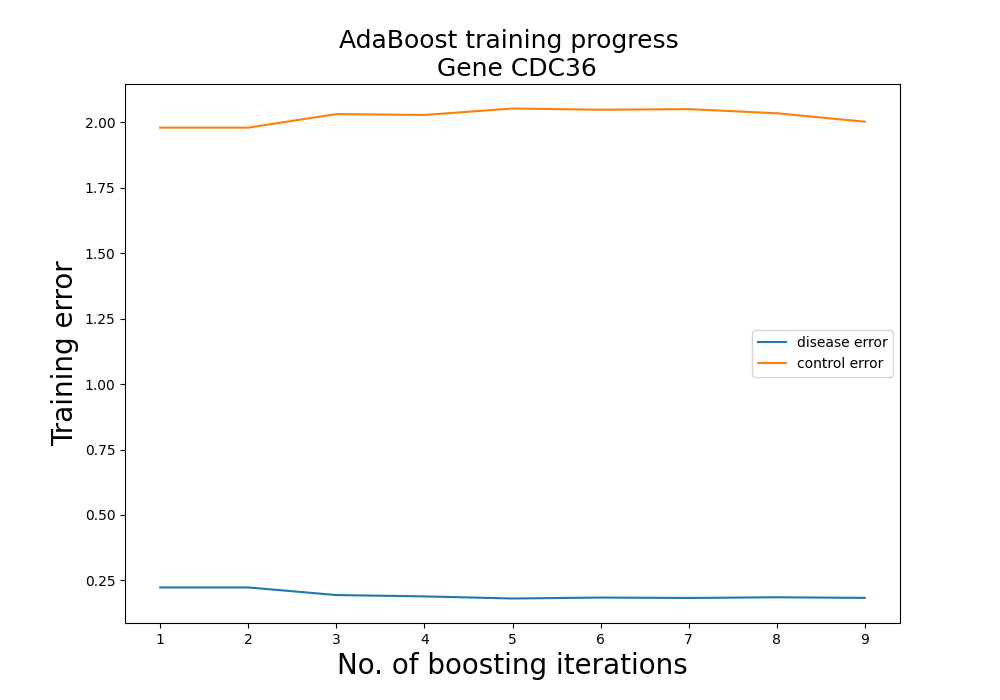 AdaBoost training progress
Gene CDC36
2.00
1.75
1.50
1.25
1.00
0.75
0.50
0.25
Training error
disease error
control error
1 2 3 4 5 6 7 8 9
No. of boosting iterations